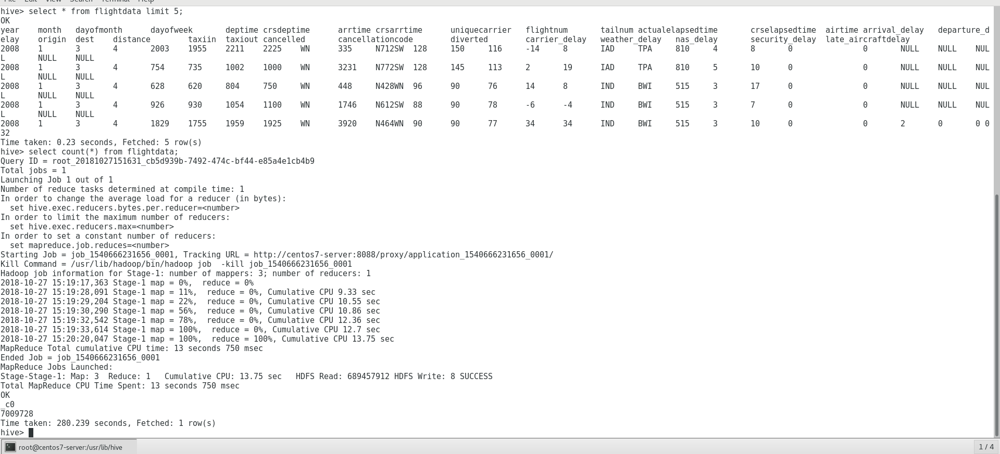 File Edit View Search Terminal Help
hive> select * from flightdata limit 5;
OK
year month dayofmonth dayofweek deptime crsdeptime arrtime crsarrtime uniquecarrier flightnum tailnum actualelapsedtime crselapsedtime airtime arrival_delay departure_d
elay origin dest distance taxiin taxiout cancelled cancellationcode diverted carrier_delay weather_delay nas_delay security_delay late_aircraftdelay
2008 1 3 4 2003 1955 2211 2225 WN 335 N712SW 128 150 116 -14 8 IAD TPA 810 4 8 0 0 NULL NULL NUL
L NULL NULL
2008 1 3 4 754 735 1002 1000 WN 3231 N772SW 128 145 113 2 19 IAD TPA 810 5 10 0 0 NULL NULL NUL
L NULL NULL
2008 1 3 4 628 620 804 750 WN 448 N428WN 96 90 76 14 8 IND BWI 515 3 17 0 0 NULL NULL NUL
L NULL NULL
2008 1 3 4 926 930 1054 1100 WN 1746 N612SW 88 90 78 -6 -4 IND BWI 515 3 7 0 0 NULL NULL NUL
L NULL NULL
2008 1 3 4 1829 1755 1959 1925 WN 3920 N464WN 90 90 77 34 34 IND BWI 515 3 10 0 0 2 0 0 0
32
Time taken: 0.23 seconds, Fetched: 5 row(s)
hive> select count(*) from flightdata;
Query ID = root_20181027151631_cb5d939b-7492-474c-bf44-e85a4e1cb4b9
Total jobs = 1
Launching Job 1 out of 1
Number of reduce tasks determined at compile time: 1
In order to change the average load for a reducer (in bytes):
  set hive.exec.reducers.bytes.per.reducer=<number>
In order to limit the maximum number of reducers:
  set hive.exec.reducers.max=<number>
In order to set a constant number of reducers:
  set mapreduce.job.reduces=<number>
Starting Job = job_1540666231656_0001, Tracking URL = http://centos7-server:8088/proxy/application_1540666231656_0001/
Kill Command = /usr/lib/hadoop/bin/hadoop job  -kill job_1540666231656_0001
Hadoop job information for Stage-1: number of mappers: 3; number of reducers: 1
2018-10-27 15:19:17,363 Stage-1 map = 0%,  reduce = 0%
2018-10-27 15:19:28,091 Stage-1 map = 11%,  reduce = 0%, Cumulative CPU 9.33 sec
2018-10-27 15:19:29,204 Stage-1 map = 22%,  reduce = 0%, Cumulative CPU 10.55 sec
2018-10-27 15:19:30,290 Stage-1 map = 56%,  reduce = 0%, Cumulative CPU 10.86 sec
2018-10-27 15:19:32,542 Stage-1 map = 78%,  reduce = 0%, Cumulative CPU 12.36 sec
2018-10-27 15:19:33,614 Stage-1 map = 100%,  reduce = 0%, Cumulative CPU 12.7 sec
2018-10-27 15:20:20,047 Stage-1 map = 100%,  reduce = 100%, Cumulative CPU 13.75 sec
MapReduce Total cumulative CPU time: 13 seconds 750 msec
Ended Job = job_1540666231656_0001
MapReduce Jobs Launched:
Stage-Stage-1: Map: 3  Reduce: 1   Cumulative CPU: 13.75 sec   HDFS Read: 689457912 HDFS Write: 8 SUCCESS
Total MapReduce CPU Time Spent: 13 seconds 750 msec
OK
_c0
7009728
Time taken: 280.239 seconds, Fetched: 1 row(s)
hive>
root@centos7-server:/usr/lib/hive
1 / 4